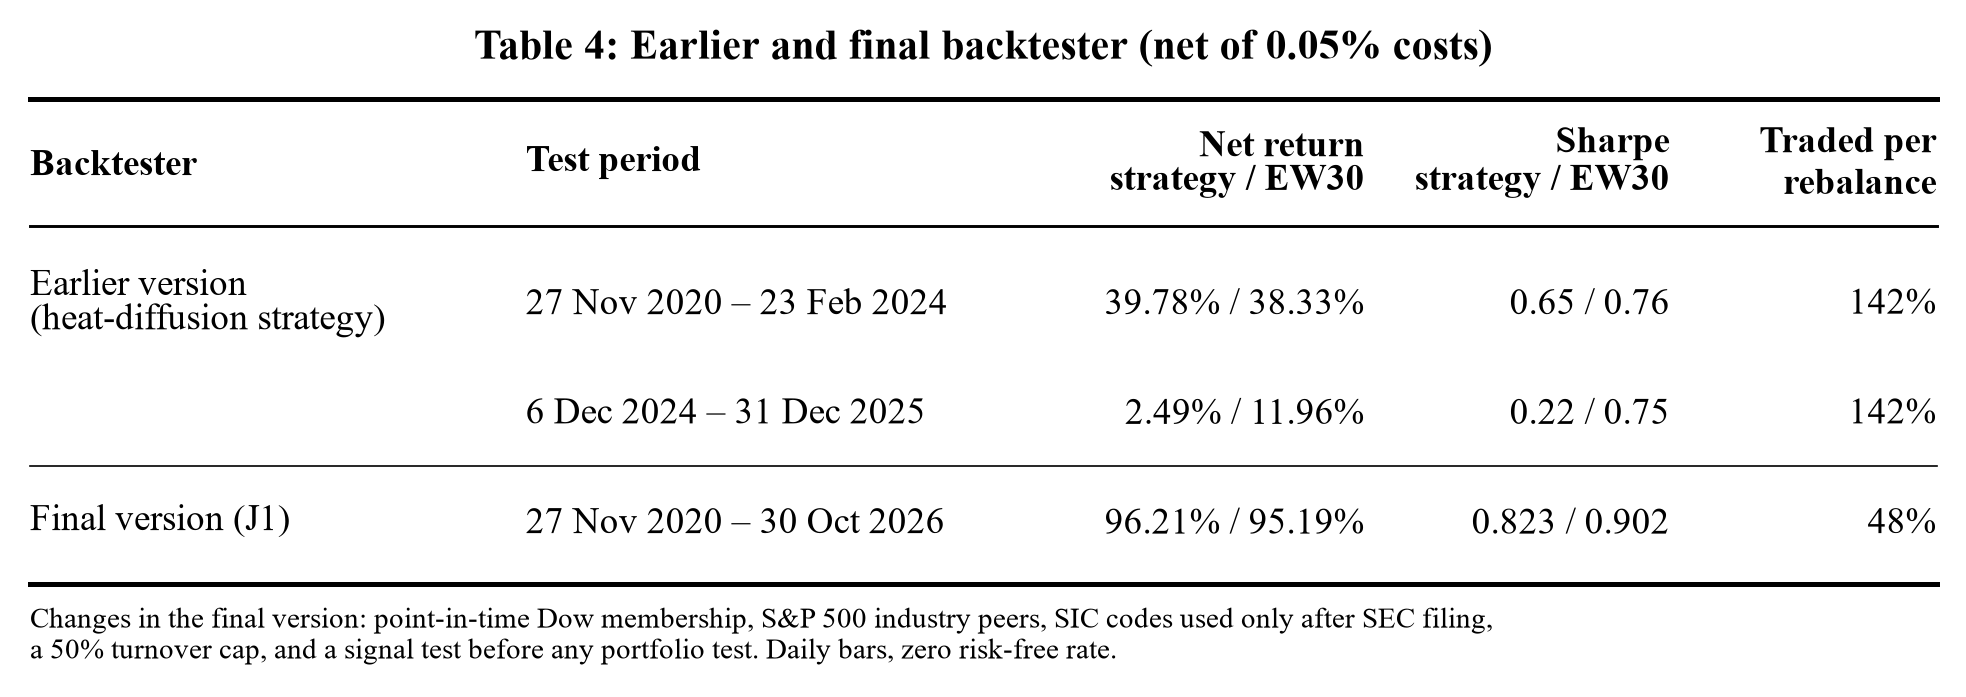 Table 4: Earlier and final backtester (net of 0.05% costs)
Backtester Test period Net return strategy / EW30 Sharpe strategy / EW30 Traded per rebalance
Earlier version
(heat-diffusion strategy) 27 Nov 2020 – 23 Feb 2024 39.78% / 38.33% 0.65 / 0.76 142%
6 Dec 2024 – 31 Dec 2025 2.49% / 11.96% 0.22 / 0.75 142%
Final version (J1) 27 Nov 2020 – 30 Oct 2026 96.21% / 95.19% 0.823 / 0.902 48%
Changes in the final version: point-in-time Dow membership, S&P 500 industry peers, SIC codes used only after SEC filing,
a 50% turnover cap, and a signal test before any portfolio test. Daily bars, zero risk-free rate.